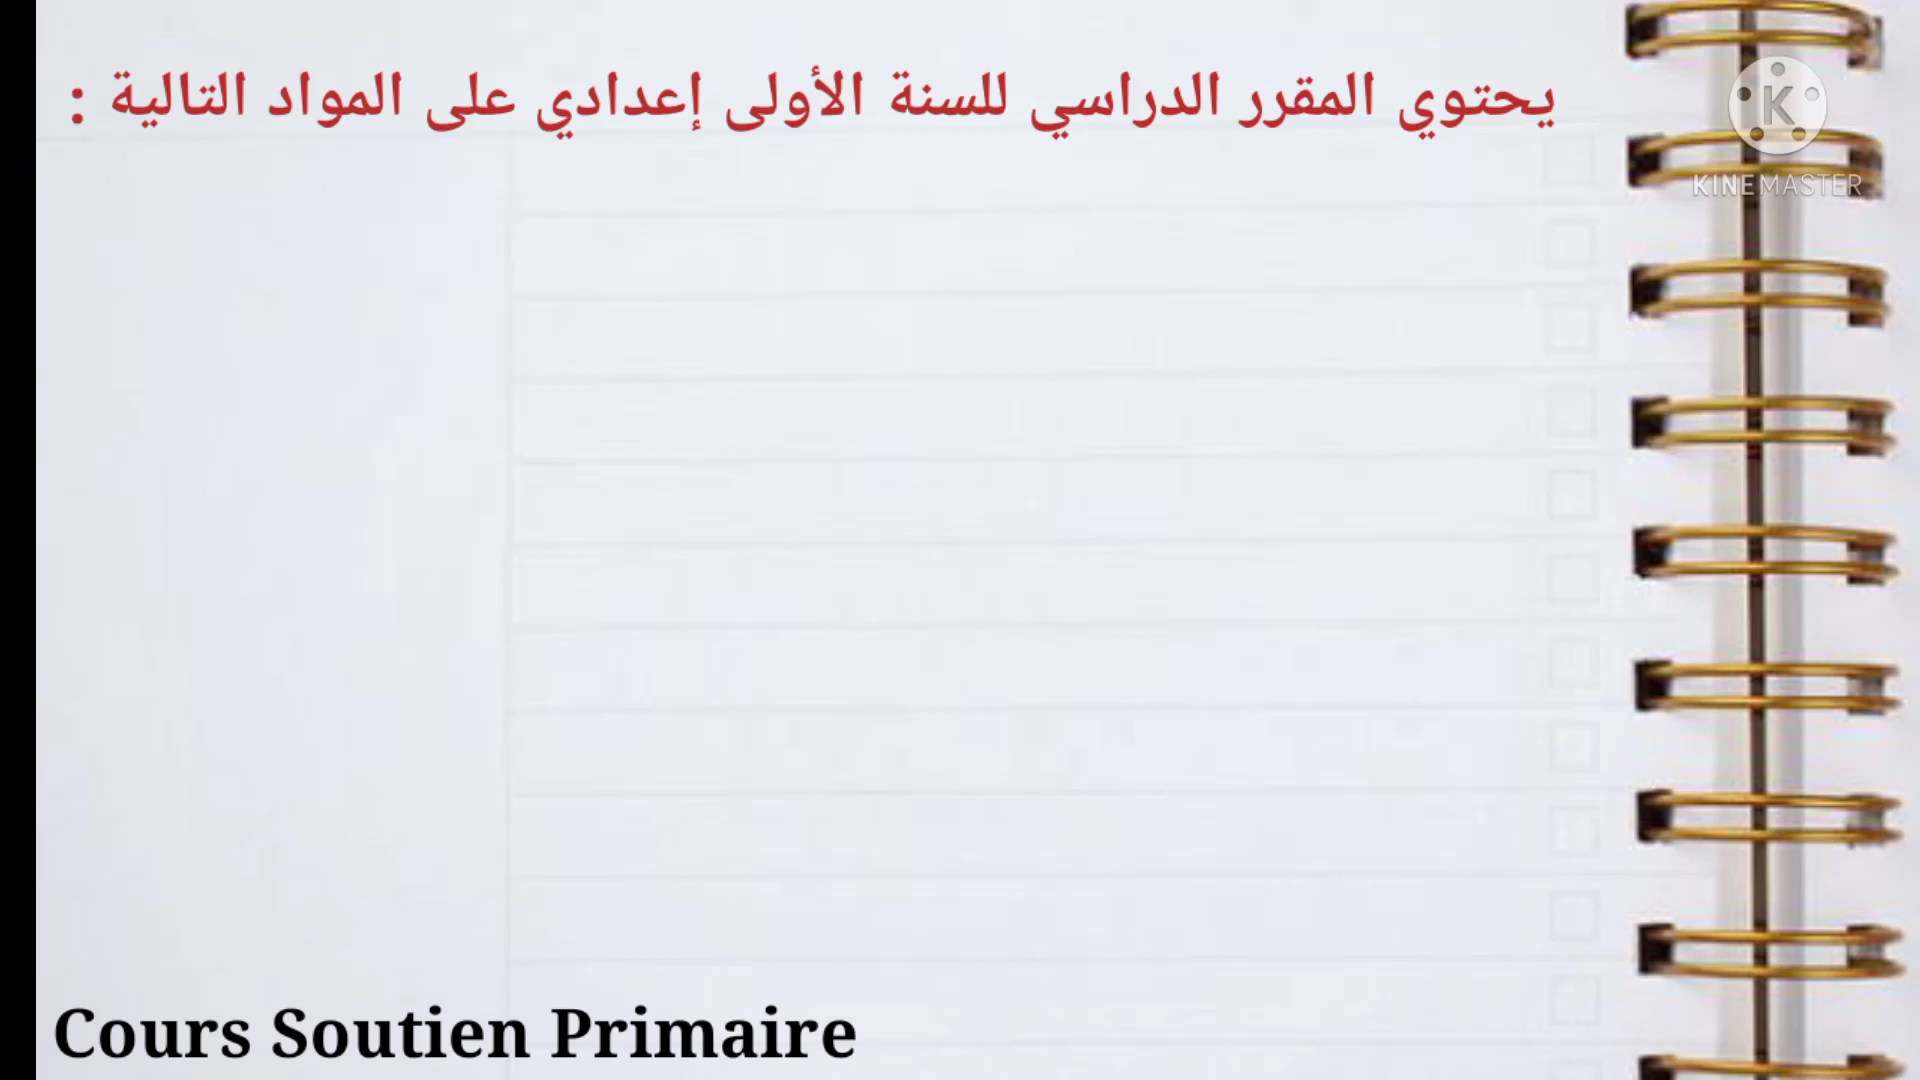 يحتوي المقرر الدراسي للسنة الأولى إعدادي على المواد التالية :
K
KINEMASTER
Cours Soutien Primaire